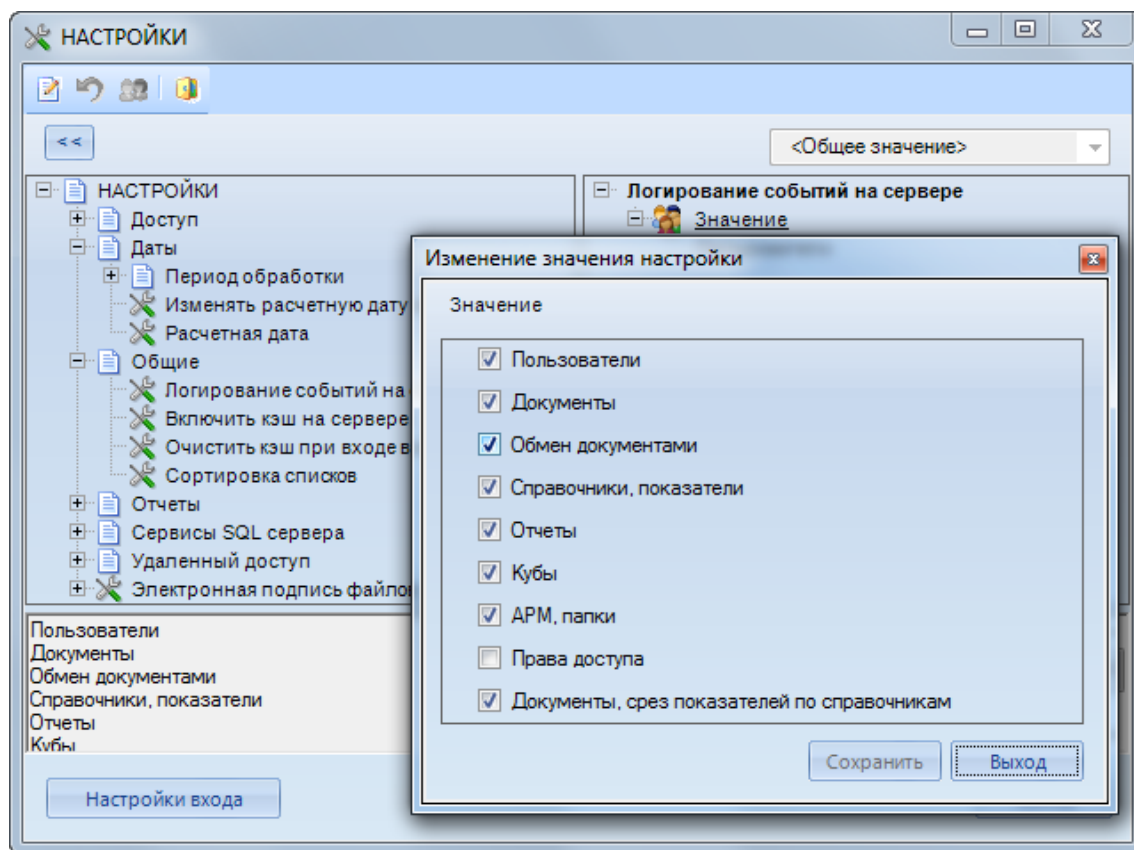 НАСТРОЙКИ
<<
<Общее значение>
НАСТРОЙКИ
Доступ
Даты
Период обработки
Изменять расчетную дату
Расчетная дата
Общие
Логирование событий на
Включить кэш на сервере
Очистить кэш при входе в
Сортировка списков
Отчеты
Сервисы SQL сервера
Удаленный доступ
Электронная подпись файлов
Логирование событий на сервере
Значение
Изменение значения настройки
Значение
Пользователи
Документы
Обмен документами
Справочники, показатели
Отчеты
Кубы
АРМ, папки
Права доступа
Документы, срез показателей по справочникам
Сохранить
Выход
Пользователи
Документы
Обмен документами
Справочники, показатели
Отчеты
Кубы
Настройки входа